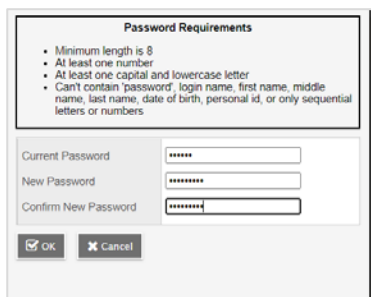 Password Requirements
• Minimum length is 8
• At least one number
• At least one capital and lowercase letter
• Can't contain 'password', login name, first name, middle
name, last name, date of birth, personal id, or only sequential
letters or numbers
Current Password ••••••
New Password •••••••••
Confirm New Password •••••••••
OK Cancel